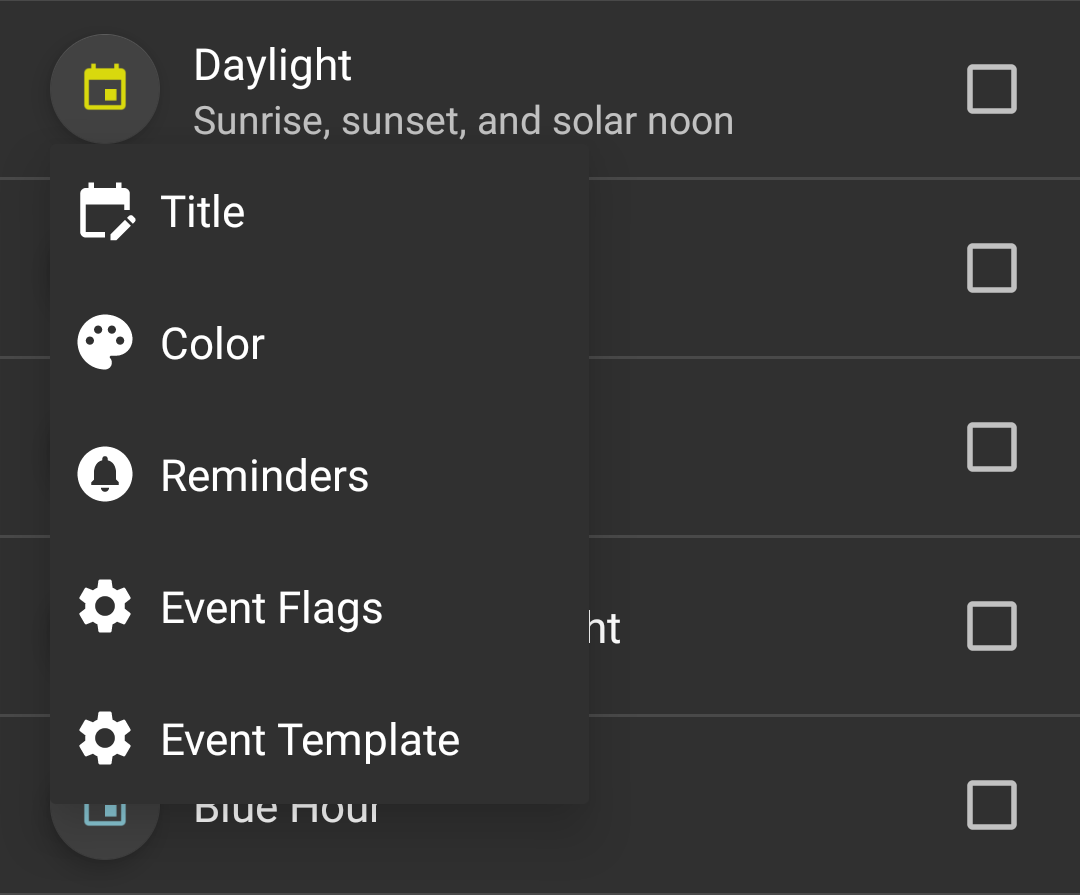 Daylight
Sunrise, sunset, and solar noon
Title
Color
Reminders
Event Flags
ht
Event Template
Blue Hour